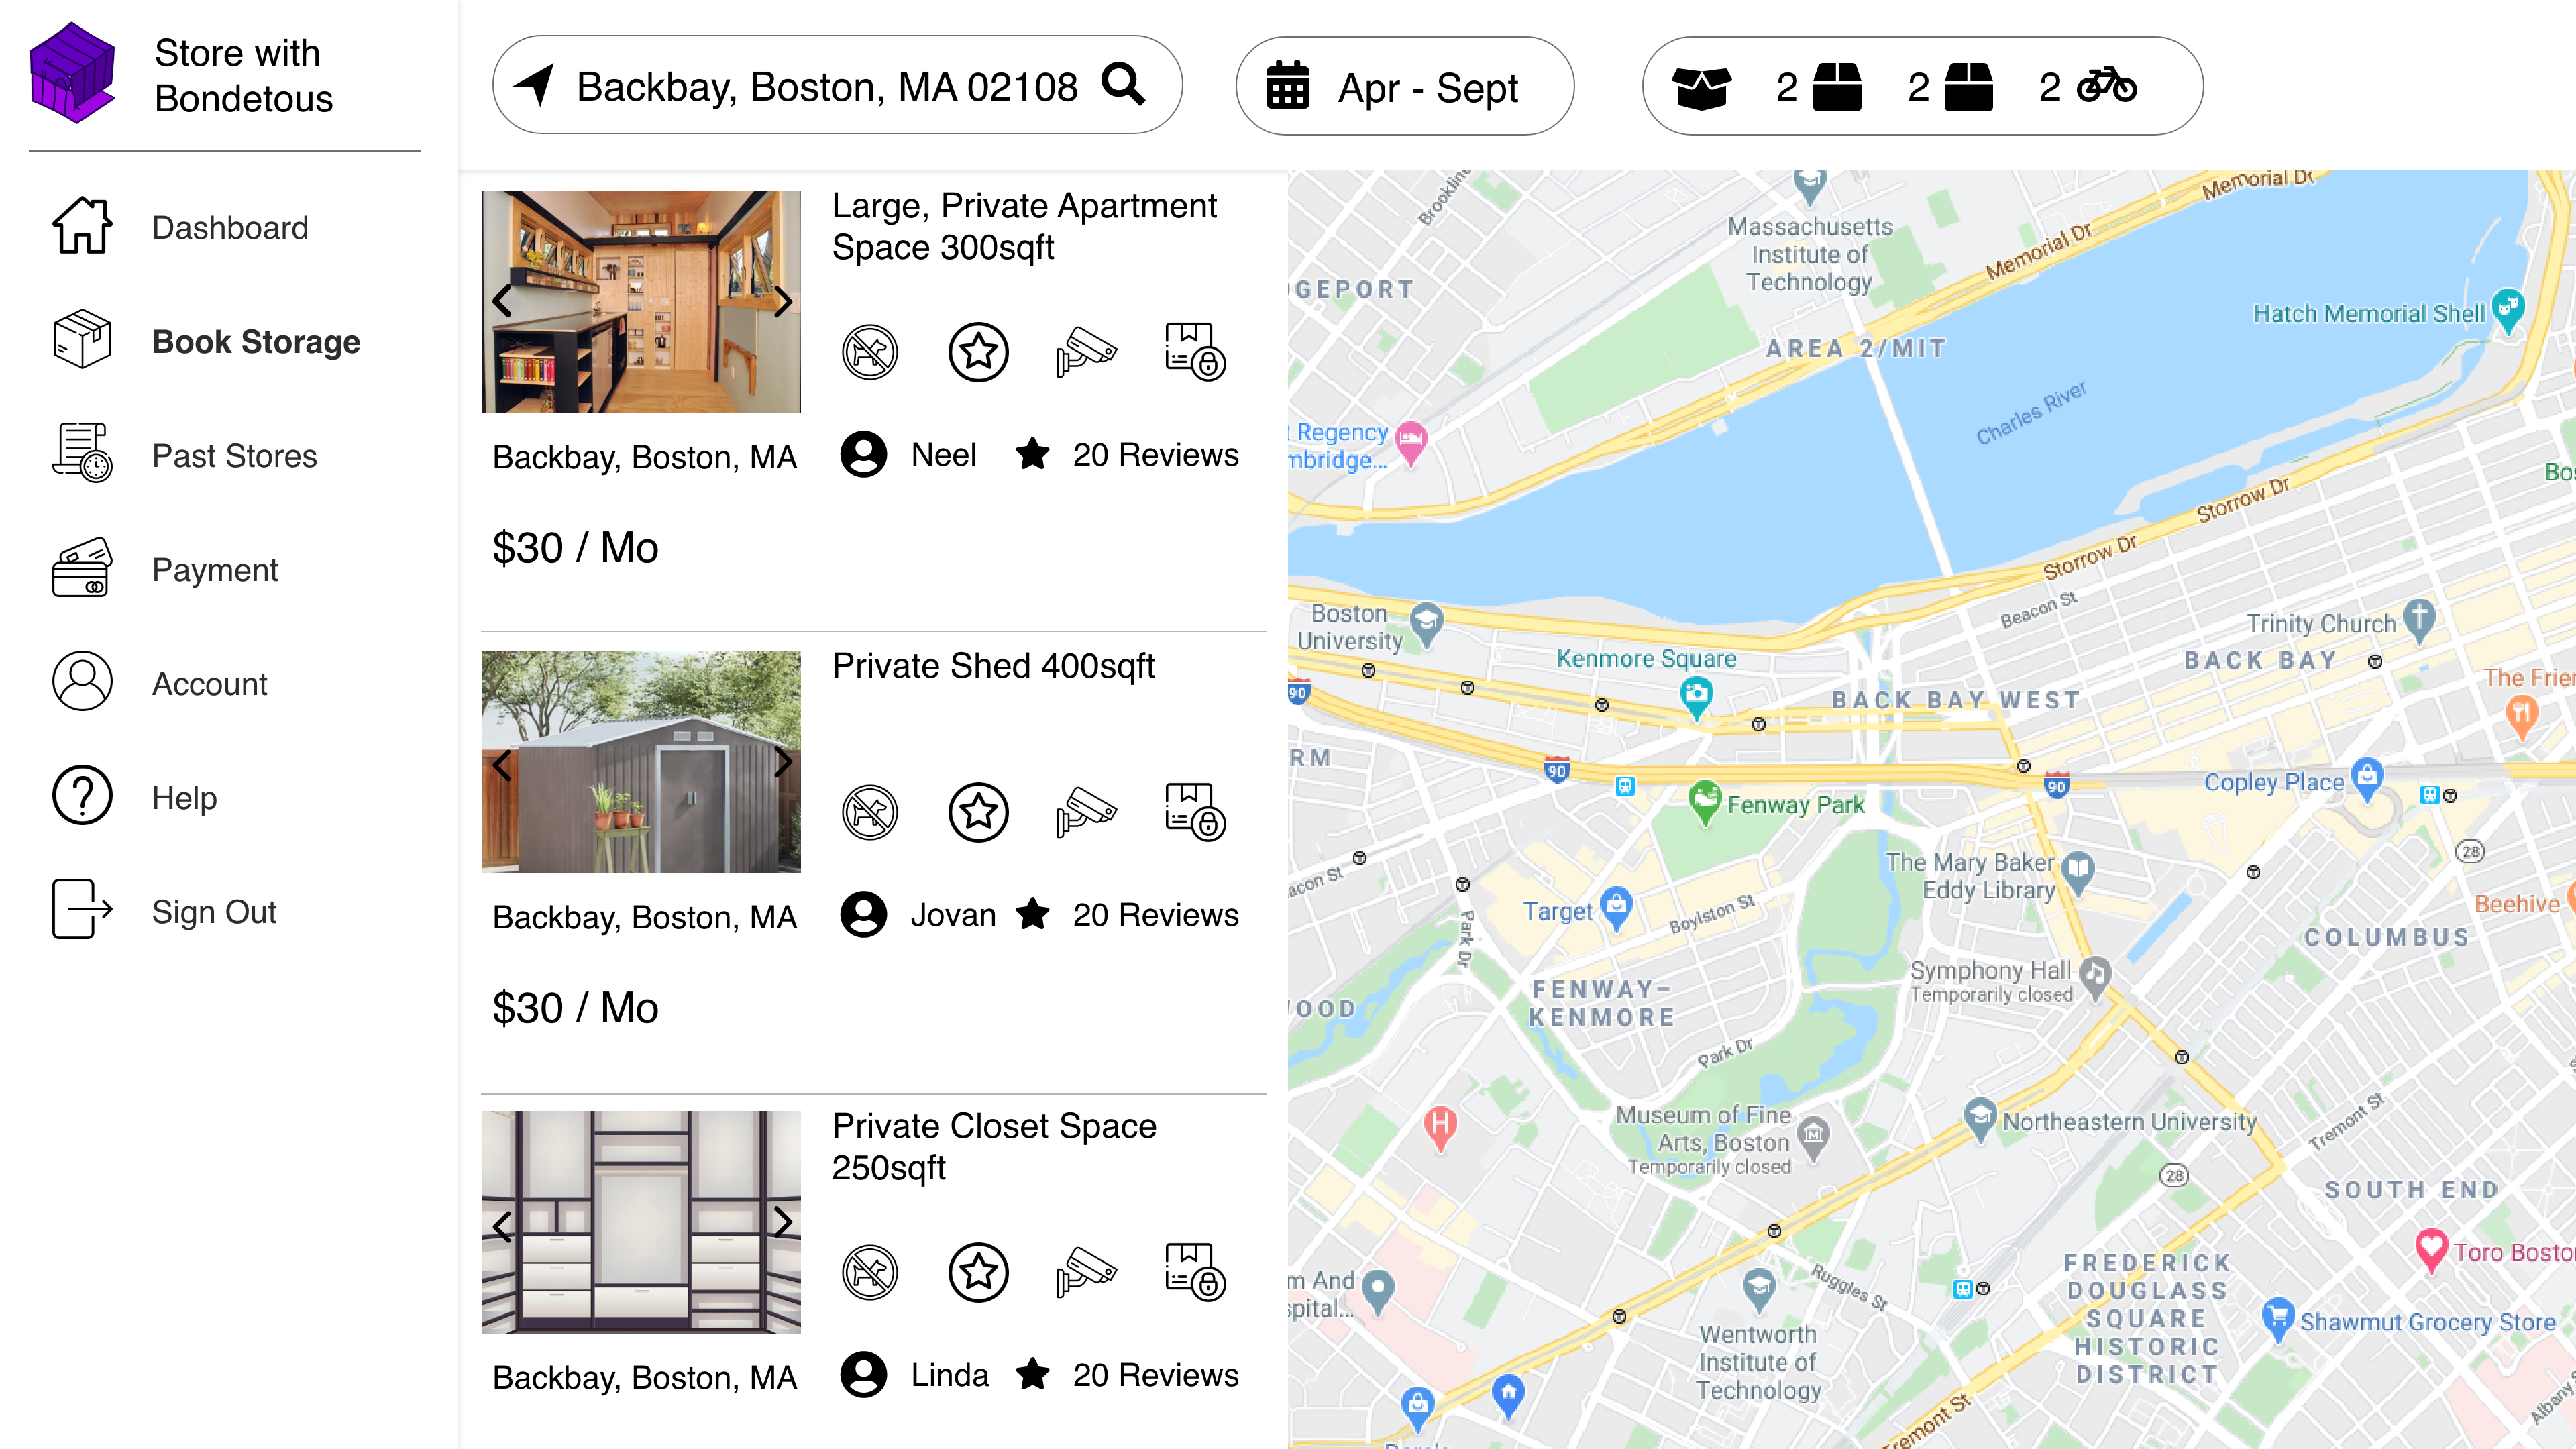 Store with
Bondetous
Dashboard
Book Storage
Past Stores
Payment
Account
Help
Sign Out
Backbay, Boston, MA 02108
Apr - Sept
2
2
2
Large, Private Apartment
Space 300sqft
Backbay, Boston, MA
Neel
20 Reviews
$30 / Mo
Private Shed 400sqft
Backbay, Boston, MA
Jovan
20 Reviews
$30 / Mo
Private Closet Space
250sqft
Backbay, Boston, MA
Linda
20 Reviews
Memorial Dr
Massachusetts
Institute of
Technology
Memorial Dr
GEPORT
Hatch Memorial Shell
AREA 2/MIT
Charles River
Regency
mbridge...
Storrow Dr
Storrow Dr
Beacon St
Boston
University
Trinity Church
Kenmore Square
BACK BAY
BACK BAY WEST
The Frie
90
RM
90
90
Copley Place
Fenway Park
28
The Mary Baker
Eddy Library
acon St
Target
Boylston St
Beehive
Park Dr
COLUMBUS
Symphony Hall
Temporarily closed
FENWAY–
KENMORE
OOD
Park Dr
H
Museum of Fine
Arts, Boston
Temporarily closed
Northeastern University
Tremont St
28
SOUTH END
Toro Bosto
m And
spital...
Ruggles St
FREDERICK
DOUGLASS
SQUARE
HISTORIC
DISTRICT
Shawmut Grocery Store
Wentworth
Institute of
Technology
Tremont St
Albany S